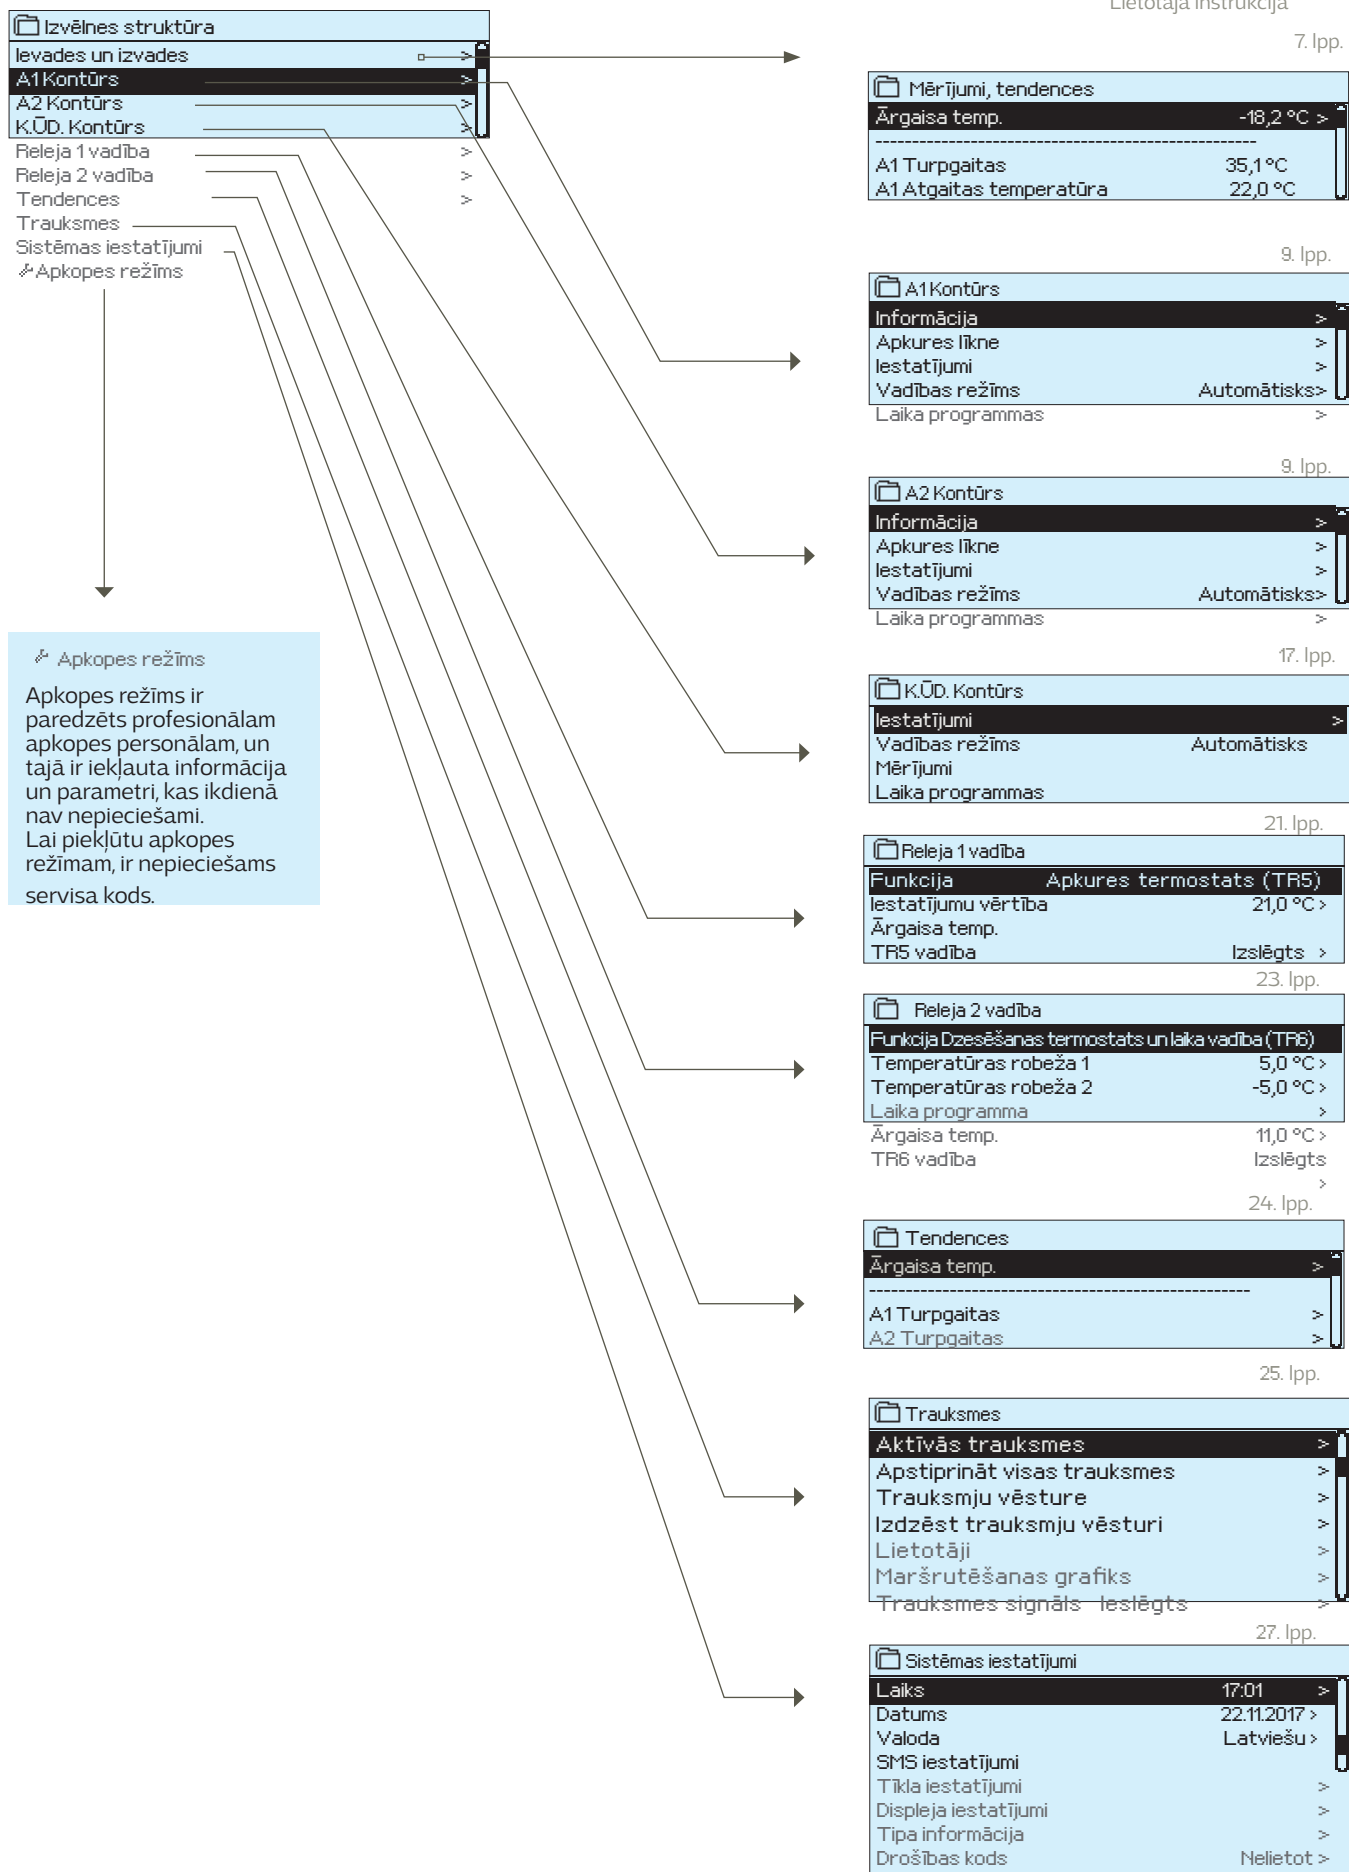 Lietotāja instrukcija
Izvēlnes struktūra
Ievades un izvades >
A1 Kontūrs >
A2 Kontūrs >
K.ŪD. Kontūrs >
Releja 1 vadība >
Releja 2 vadība >
Tendences >
Trauksmes
Sistēmas iestatījumi
Apkopes režīms
Apkopes režīms
Apkopes režīms ir
paredzēts profesionālam
apkopes personālam, un
tajā ir iekļauta informācija
un parametri, kas ikdienā
nav nepieciešami.
Lai piekļūtu apkopes
režīmam, ir nepieciešams
servisa kods.
7. lpp.
Mērījumi, tendences
Ārgaisa temp. -18,2 °C >
----------------------------------------------------
A1 Turpgaitas 35,1 °C
A1 Atgaitas temperatūra 22,0 °C
9. lpp.
A1 Kontūrs
Informācija >
Apkures līkne >
Iestatījumi >
Vadības režīms Automātisks>
Laika programmas >
9. lpp.
A2 Kontūrs
Informācija >
Apkures līkne >
Iestatījumi >
Vadības režīms Automātisks>
Laika programmas >
17. lpp.
K.ŪD. Kontūrs
Iestatījumi >
Vadības režīms Automātisks
Mērījumi
Laika programmas
21. lpp.
Releja 1 vadība
Funkcija Apkures termostats (TR5)
Iestatījumu vērtība 21,0 °C >
Ārgaisa temp.
TR5 vadība Izslēgts >
23. lpp.
Releja 2 vadība
Funkcija Dzesēšanas termostats un laika vadība (TR6)
Temperatūras robeža 1 5,0 °C >
Temperatūras robeža 2 -5,0 °C >
Laika programma >
Ārgaisa temp. 11,0 °C >
TR6 vadība Izslēgts
>
24. lpp.
Tendences
Ārgaisa temp. >
----------------------------------------------------
A1 Turpgaitas >
A2 Turpgaitas >
25. lpp.
Trauksmes
Aktīvās trauksmes >
Apstiprināt visas trauksmes >
Trauksmju vēsture >
Izdzēst trauksmju vēsturi >
Lietotāji >
Maršrutēšanas grafiks >
Trauksmes signāls Ieslēgts >
27. lpp.
Sistēmas iestatījumi
Laiks 17:01 >
Datums 22.11.2017 >
Valoda Latviešu >
SMS iestatījumi
Tīkla iestatījumi >
Displeja iestatījumi >
Tipa informācija >
Drošības kods Nelietot >